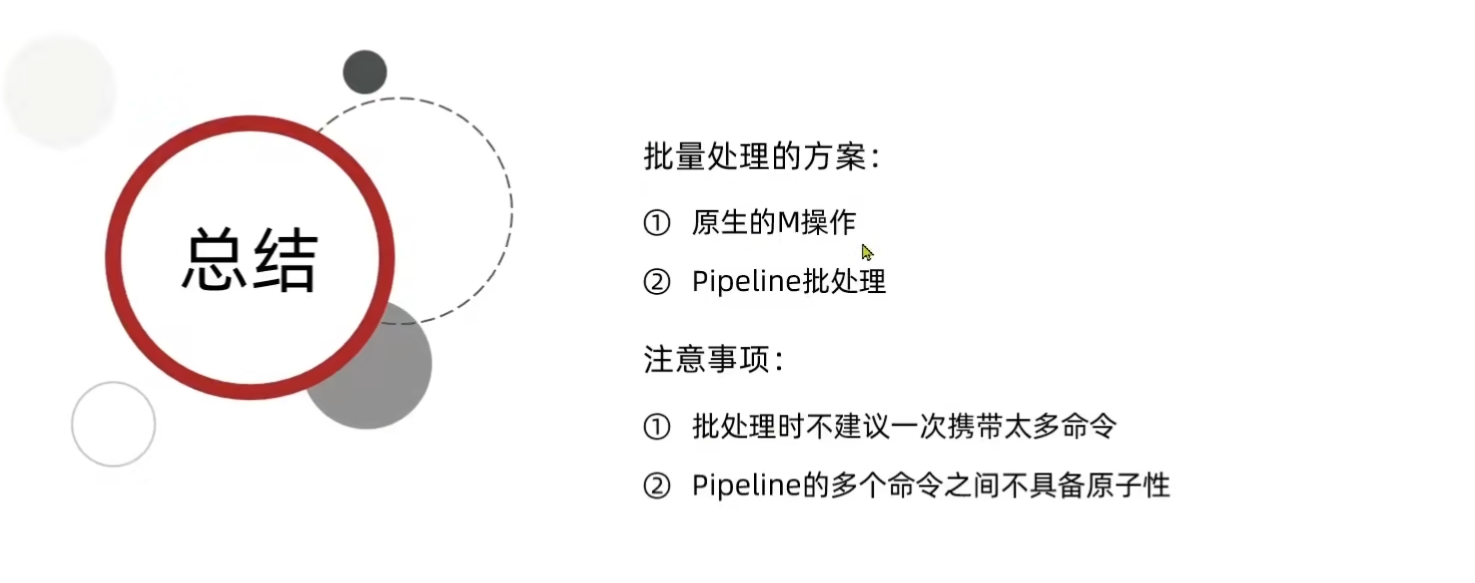 总结
批量处理的方案：
① 原生的M操作
② Pipeline批处理
注意事项：
① 批处理时不建议一次携带太多命令
② Pipeline的多个命令之间不具备原子性